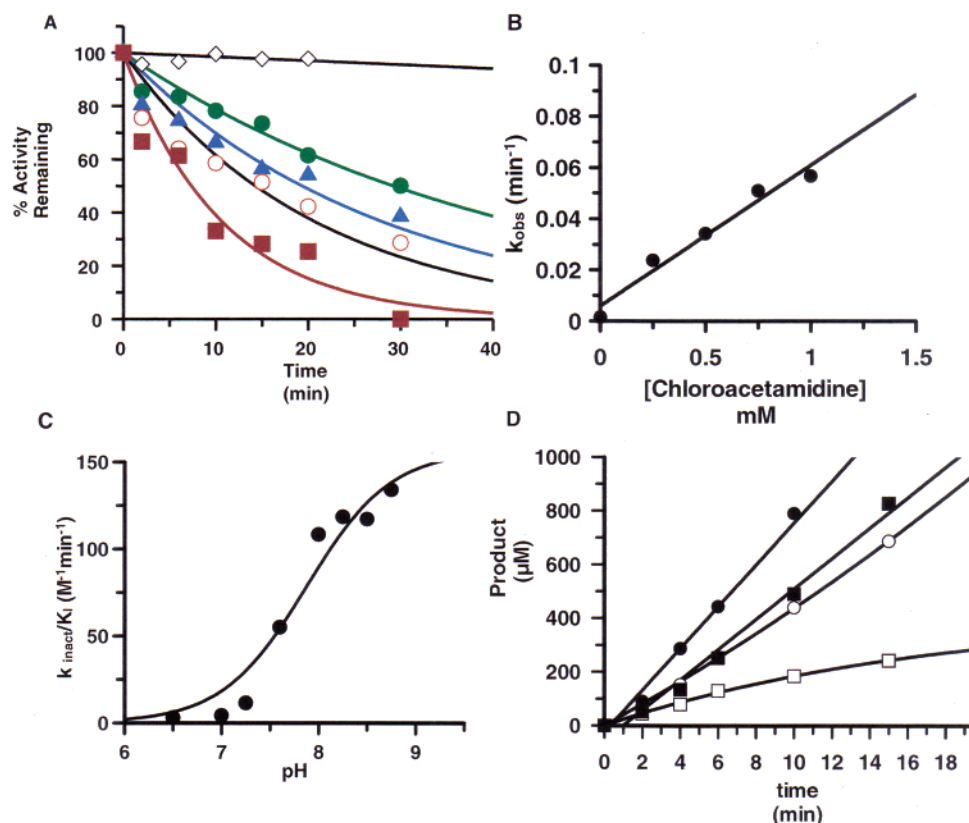 A
% Activity
Remaining
100
80
60
40
20
0
0
10
20
30
40
Time
(min)
B
k obs (min-1)
0.1
0.08
0.06
0.04
0.02
0
0
0.5
1
1.5
[Chloroacetamidine]
mM
C
k inact/KI (M-1min-1)
150
100
50
0
6
7
8
9
pH
D
Product
(µM)
1000
800
600
400
200
0
0 2 4 6 8 10 12 14 16 18
time
(min)